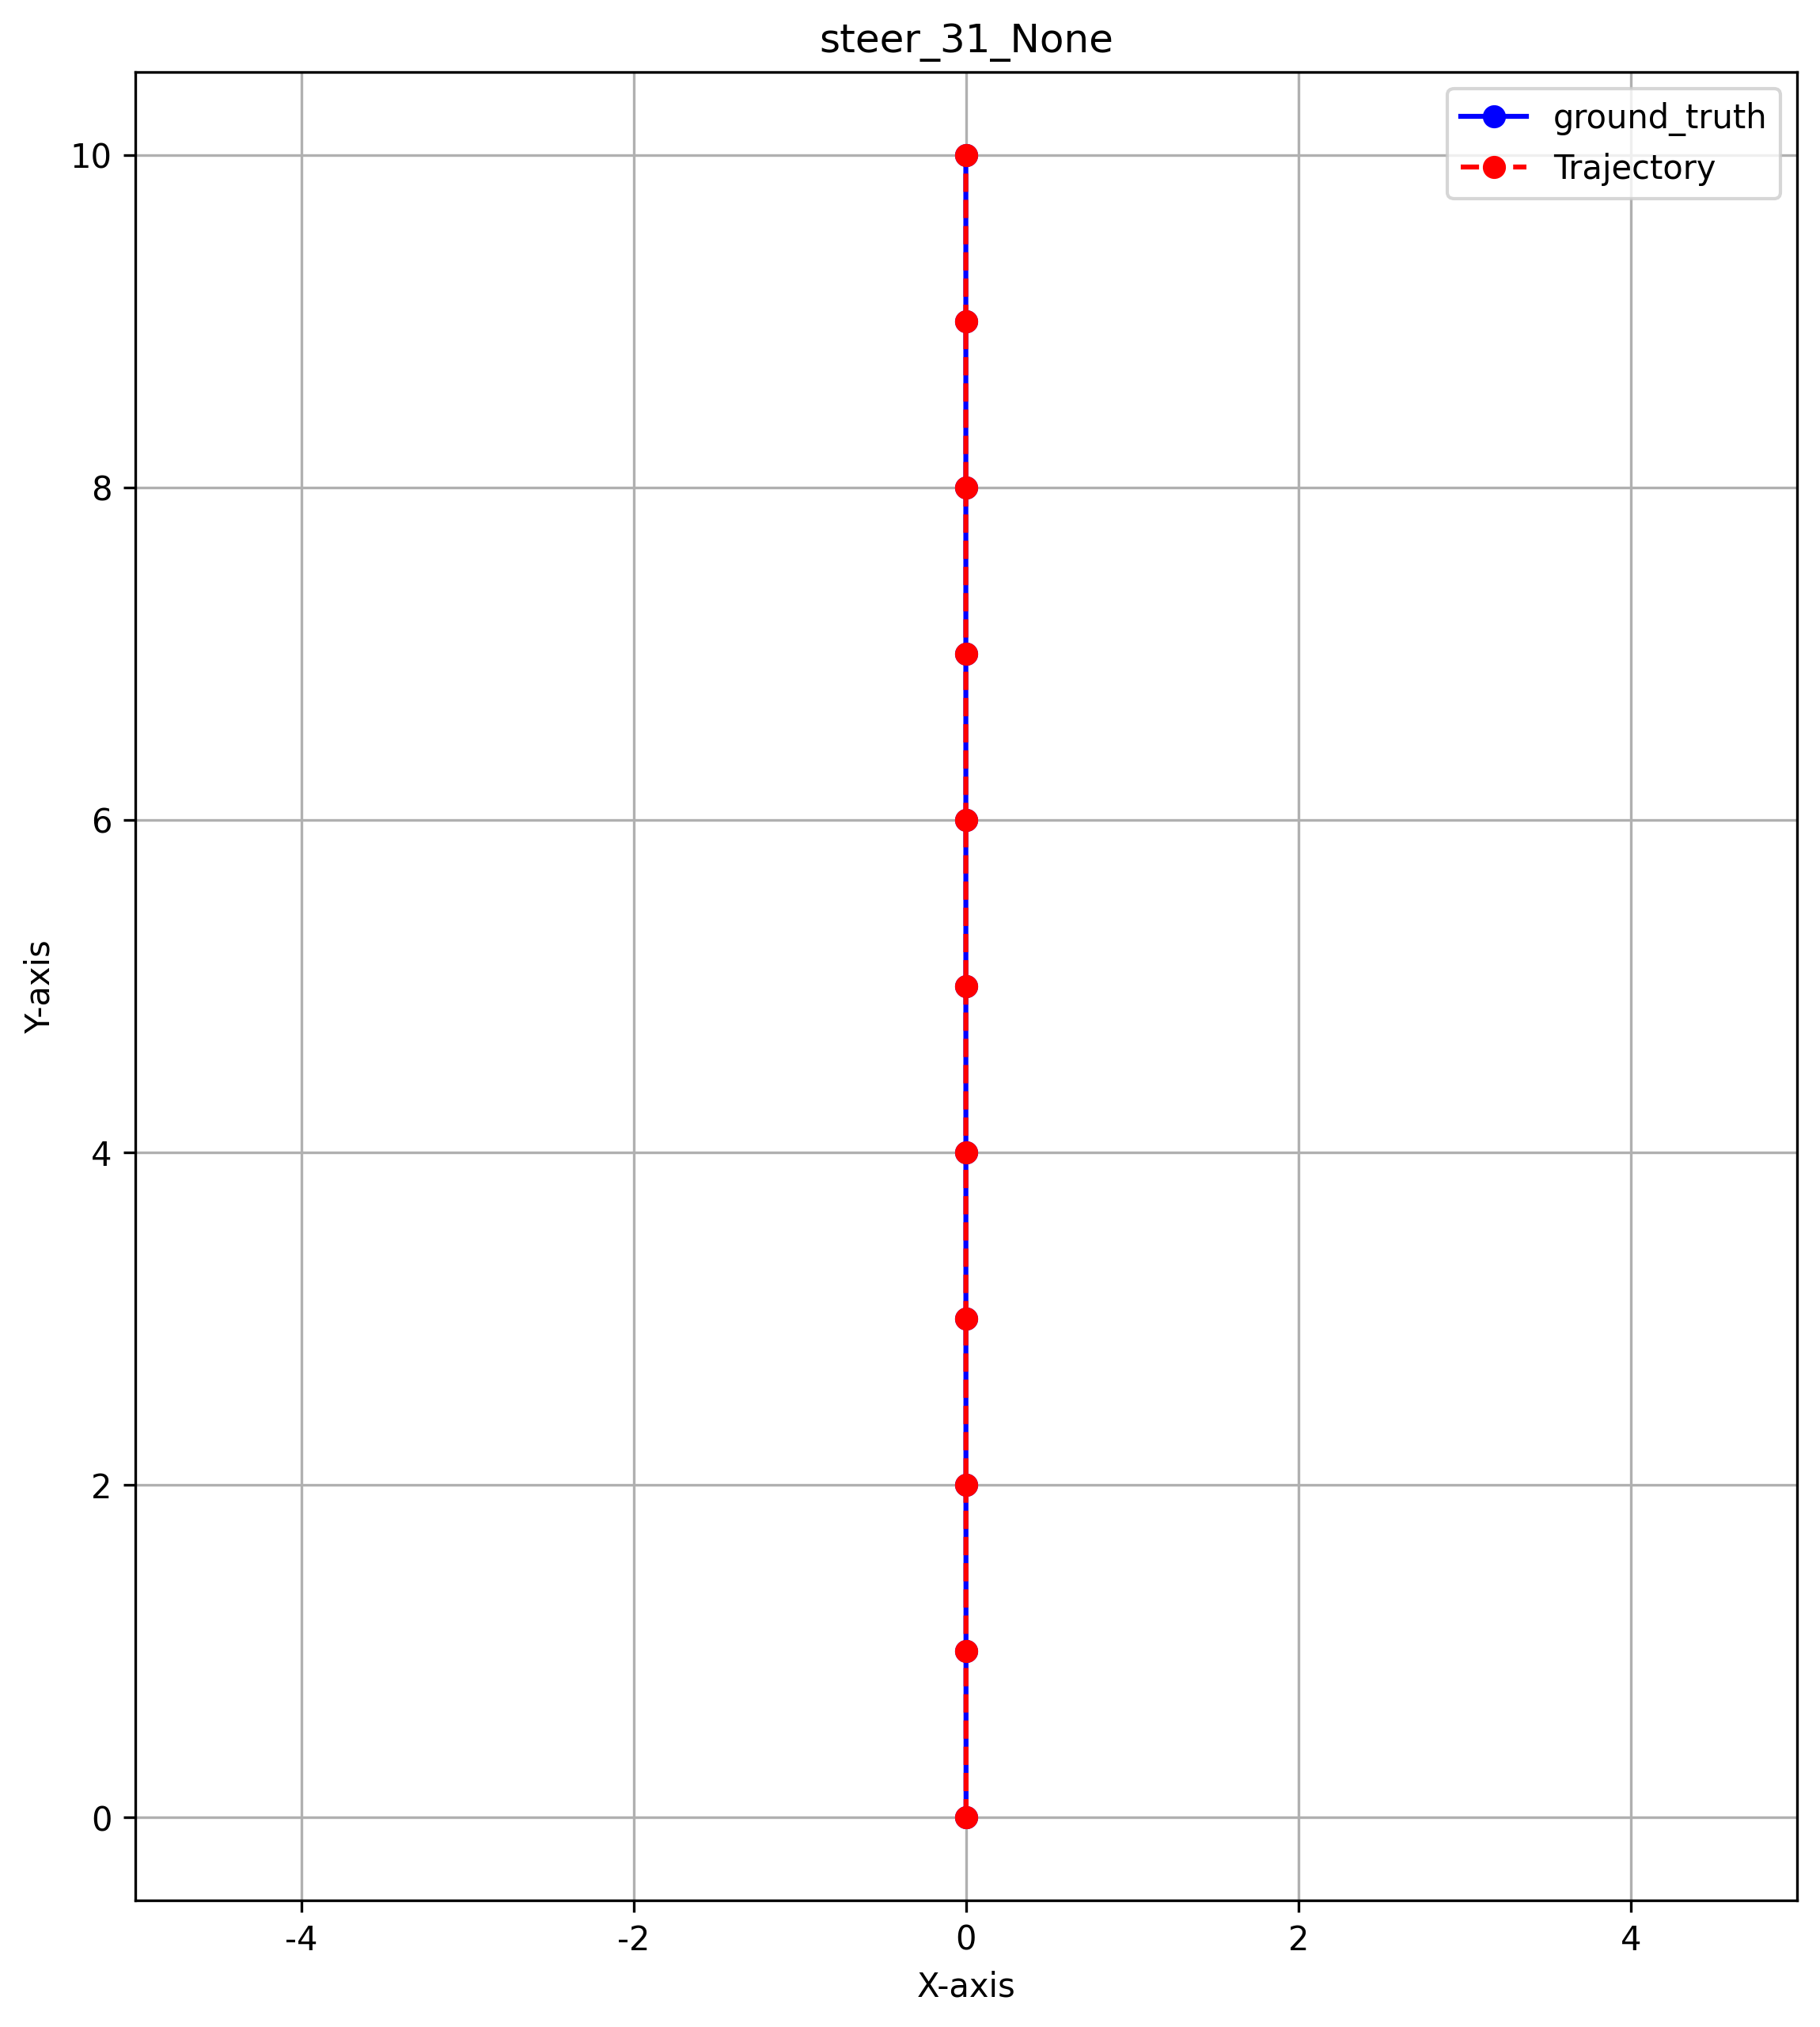 steer_31_None
ground_truth
Trajectory
10
8
6
4
2
0
Y-axis
-4 -2 0 2 4
X-axis